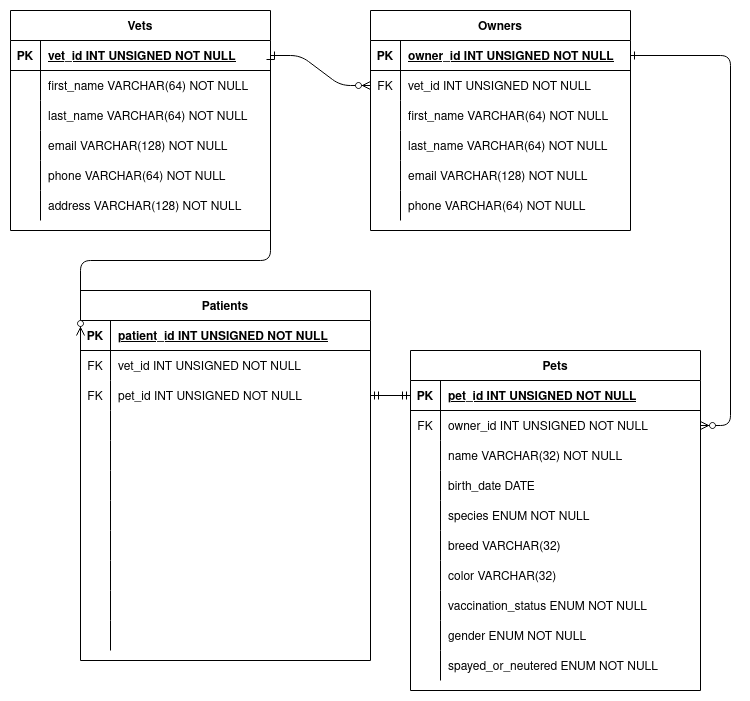 Vets
PK vet_id INT UNSIGNED NOT NULL
first_name VARCHAR(64) NOT NULL
last_name VARCHAR(64) NOT NULL
email VARCHAR(128) NOT NULL
phone VARCHAR(64) NOT NULL
address VARCHAR(128) NOT NULL
Owners
PK owner_id INT UNSIGNED NOT NULL
FK vet_id INT UNSIGNED NOT NULL
first_name VARCHAR(64) NOT NULL
last_name VARCHAR(64) NOT NULL
email VARCHAR(128) NOT NULL
phone VARCHAR(64) NOT NULL
Patients
PK patient_id INT UNSIGNED NOT NULL
FK vet_id INT UNSIGNED NOT NULL
FK pet_id INT UNSIGNED NOT NULL
Pets
PK pet_id INT UNSIGNED NOT NULL
FK owner_id INT UNSIGNED NOT NULL
name VARCHAR(32) NOT NULL
birth_date DATE
species ENUM NOT NULL
breed VARCHAR(32)
color VARCHAR(32)
vaccination_status ENUM NOT NULL
gender ENUM NOT NULL
spayed_or_neutered ENUM NOT NULL